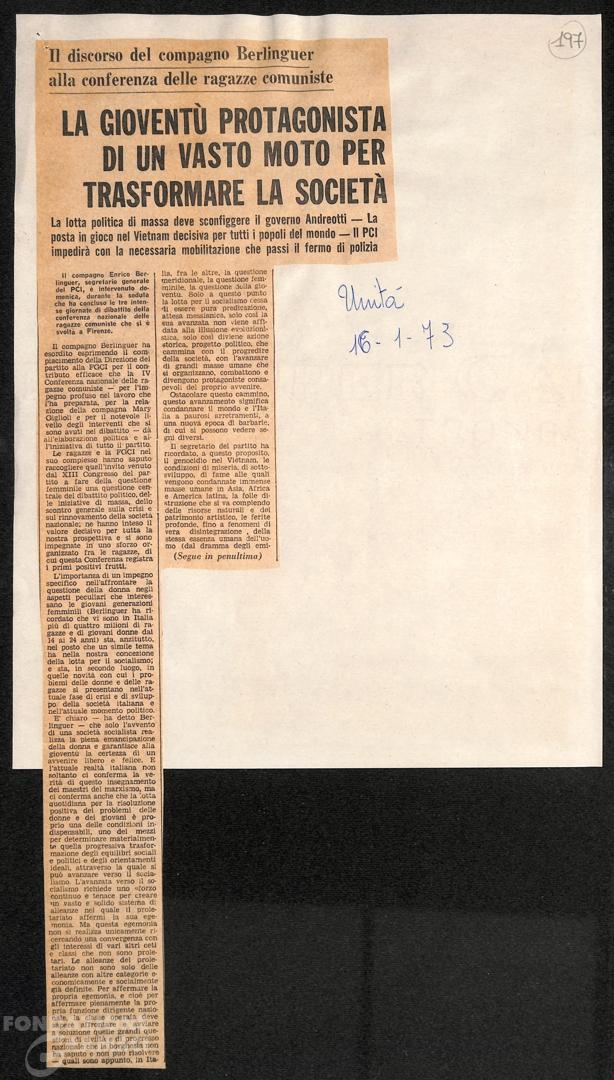 197
Il discorso del compagno Berlinguer
alla conferenza delle ragazze comuniste
LA GIOVENTÙ PROTAGONISTA
DI UN VASTO MOTO PER
TRASFORMARE LA SOCIETÀ
La lotta politica di massa deve sconfiggere il governo Andreotti — La
posta in gioco nel Vietnam decisiva per tutti i popoli del mondo — Il PCI
impedirà con la necessaria mobilitazione che passi il fermo di polizia
Il compagno Enrico Ber-
linguer, segretario generale
del PCI, è intervenuto do-
menica, durante la seduta
che ha concluso le tre inten-
se giornate di dibattito della
conferenza nazionale delle
ragazze comuniste che si è
svolta a Firenze.
Il compagno Berlinguer ha
esordito esprimendo il com-
piacimento della Direzione del
partito alla FGCI per il con-
tributo efficace che la IV
Conferenza nazionale delle ra-
gazze comuniste — per l'im-
pegno profuso nel lavoro che
l'ha preparata, per la rela-
zione della compagna Mary
Giglioli e per il notevole li-
vello degli interventi che si
sono avuti nel dibattito — dà
all'elaborazione politica e al-
l'iniziativa di tutto il partito.
Le ragazze e la FGCI nel
suo complesso hanno saputo
raccogliere quell'invito venuto
dal XIII Congresso del par-
tito a fare della questione
femminile una questione cen-
trale del dibattito politico, del-
le iniziative di massa, dello
scontro generale sulla crisi e
sul rinnovamento della società
nazionale; ne hanno inteso il
valore decisivo per tutta la
nostra prospettiva e si sono
impegnate in uno sforzo or-
ganizzato fra le ragazze, di
cui questa Conferenza registra
i primi positivi frutti.
L'importanza di un impegno
specifico nell'affrontare la
questione della donna negli
aspetti peculiari che interes-
sano le giovani generazioni
femminili (Berlinguer ha ri-
cordato che vi sono in Italia
più di quattro milioni di ra-
gazze e di giovani donne dai
14 ai 24 anni) sta, anzitutto,
nel posto che un simile tema
ha nella nostra concezione
della lotta per il socialismo;
e sta, in secondo luogo, in
quelle novità con cui i pro-
blemi delle donne e delle ra-
gazze si presentano nell'at-
tuale fase di crisi e di svilup-
po della società italiana e
nell'attuale momento politico.
E' chiaro — ha detto Ber-
linguer — che solo l'avvento
di una società socialista rea-
lizza la piena emancipazione
della donna e garantisce alla
gioventù la certezza di un
avvenire libero e felice. E
l'attuale realtà italiana non
soltanto ci conferma la ve-
rità di questo insegnamento
dei maestri del marxismo, ma
ci conferma anche che la lotta
quotidiana per la risoluzione
positiva dei problemi delle
donne e dei giovani è pro-
prio una delle condizioni in-
dispensabili, uno dei mezzi
per determinare materialmen-
te quella progressiva trasfor-
mazione degli equilibri sociali
e politici e degli orientamenti
ideali, attraverso la quale si
può avanzare verso il socia-
lismo. L'avanzata verso il so-
cialismo richiede uno sforzo
continuo e tenace per creare
un vasto e solido sistema di
alleanze nel quale il prole-
tariato affermi la sua ege-
monia. Ma questa egemonia
non si realizza unicamente ri-
cercando una convergenza con
gli interessi di vari altri ceti
e classi che non sono prole-
tari. Le alleanze del prole-
tariato non sono solo delle
alleanze con altre categorie e-
conomicamente e socialmente
già definite. Per affermare la
propria egemonia, e cioè per
affermare pienamente la pro-
pria funzione dirigente nazio-
nale, la classe operaia deve
sapere affrontare e avviare
a soluzione quelle grandi que-
stioni di civiltà e di progresso
nazionale che la borghesia non
ha saputo e non può risolvere
— quali sono appunto, in Ita-
lia, fra le altre, la questione
meridionale, la questione fem-
minile, la questione della gio-
ventù. Solo a questo punto
la lotta per il socialismo cessa
di essere pura predicazione,
attesa messianica, solo così la
sua avanzata non viene affi-
data alla illusione evoluzioni-
stica, solo così diviene azione
storica, progetto politico, che
cammina con il progredire
della società, con l'avanzare
di grandi masse umane che
si organizzano, combattono e
divengono protagoniste consa-
pevoli del proprio avvenire.
Ostacolare questo cammino,
questo avanzamento significa
condannare il mondo e l'Ita-
lia a paurosi arretramenti, a
una nuova epoca di barbarie,
di cui si possono vedere se-
gni diversi.
Il segretario del partito ha
ricordato, a questo proposito,
il genocidio nel Vietnam, le
condizioni di miseria, di sotto-
sviluppo, di fame alle quali
vengono condannate immense
masse umane in Asia, Africa
e America latina, la folle di-
struzione che si va compiendo
delle risorse naturali e del
patrimonio artistico, le ferite
profonde, fino a fenomeni di
vera disintegrazione, della
stessa essenza umana dell'uo-
mo (dal dramma degli emi-
(Segue in penultima)
Unità
16-1-73